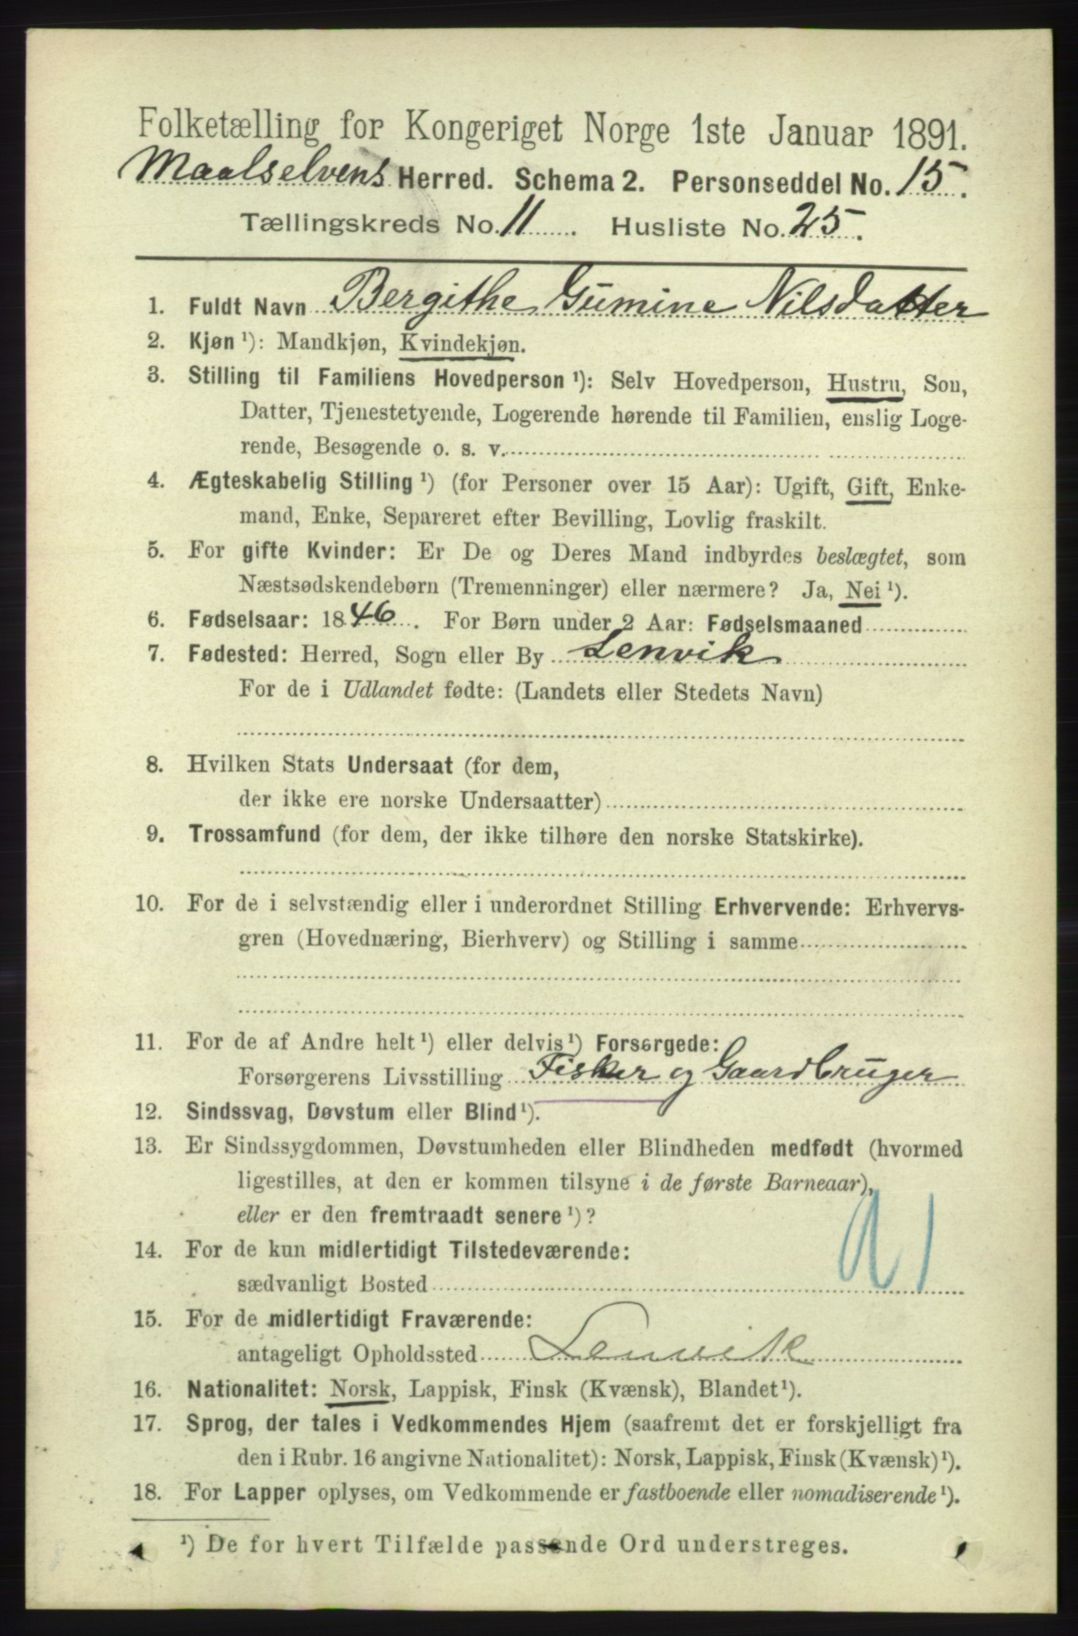 Folketælling for Kongeriget Norge 1ste Januar 1891.
Maalselvens Herred. Schema 2. Personseddel No. 15.
Tællingskreds No. 11. Husliste No. 25.
1. Fuldt Navn Bergithe Gumine Nilsdatter
2. Kjøn ¹): Mandkjøn, Kvindekjøn.
3. Stilling til Familiens Hovedperson ¹): Selv Hovedperson, Hustru, Son,
Datter, Tjenestetyende, Logerende hørende til Familien, enslig Loge-
rende, Besøgende o. s. v.
4. Ægteskabelig Stilling ¹) (for Personer over 15 Aar): Ugift, Gift, Enke-
mand, Enke, Separeret efter Bevilling, Lovlig fraskilt.
5. For gifte Kvinder: Er De og Deres Mand indbyrdes beslægtet, som
Næstsødskendebørn (Tremenninger) eller nærmere? Ja, Nei ¹).
6. Fødselsaar: 1846. For Børn under 2 Aar: Fødselsmaaned
7. Fødested: Herred, Sogn eller By Lenvik
For de i Udlandet fødte: (Landets eller Stedets Navn)
8. Hvilken Stats Undersaat (for dem,
der ikke ere norske Undersaatter)
9. Trossamfund (for dem, der ikke tilhøre den norske Statskirke).
10. For de i selvstændig eller i underordnet Stilling Erhvervende: Erhvervs-
gren (Hovednæring, Bierhverv) og Stilling i samme
11. For de af Andre helt ¹) eller delvis ¹) Forsørgede:
Forsørgerens Livsstilling Fisker og Gaardbruger
12. Sindssvag, Døvstum eller Blind ¹).
13. Er Sindssygdommen, Døvstumheden eller Blindheden medfødt (hvormed
ligestilles, at den er kommen tilsyne i de første Barneaar),
eller er den fremtraadt senere ¹)?
91
14. For de kun midlertidigt Tilstedeværende:
sædvanligt Bosted
15. For de midlertidigt Fraværende:
antageligt Opholdssted Lenvik
16. Nationalitet: Norsk, Lappisk, Finsk (Kvænsk), Blandet ¹).
17. Sprog, der tales i Vedkommendes Hjem (saafremt det er forskjelligt fra
den i Rubr. 16 angivne Nationalitet): Norsk, Lappisk, Finsk (Kvænsk) ¹).
18. For Lapper oplyses, om Vedkommende er fastboende eller nomadiserende ¹).
¹) De for hvert Tilfælde passende Ord understreges.